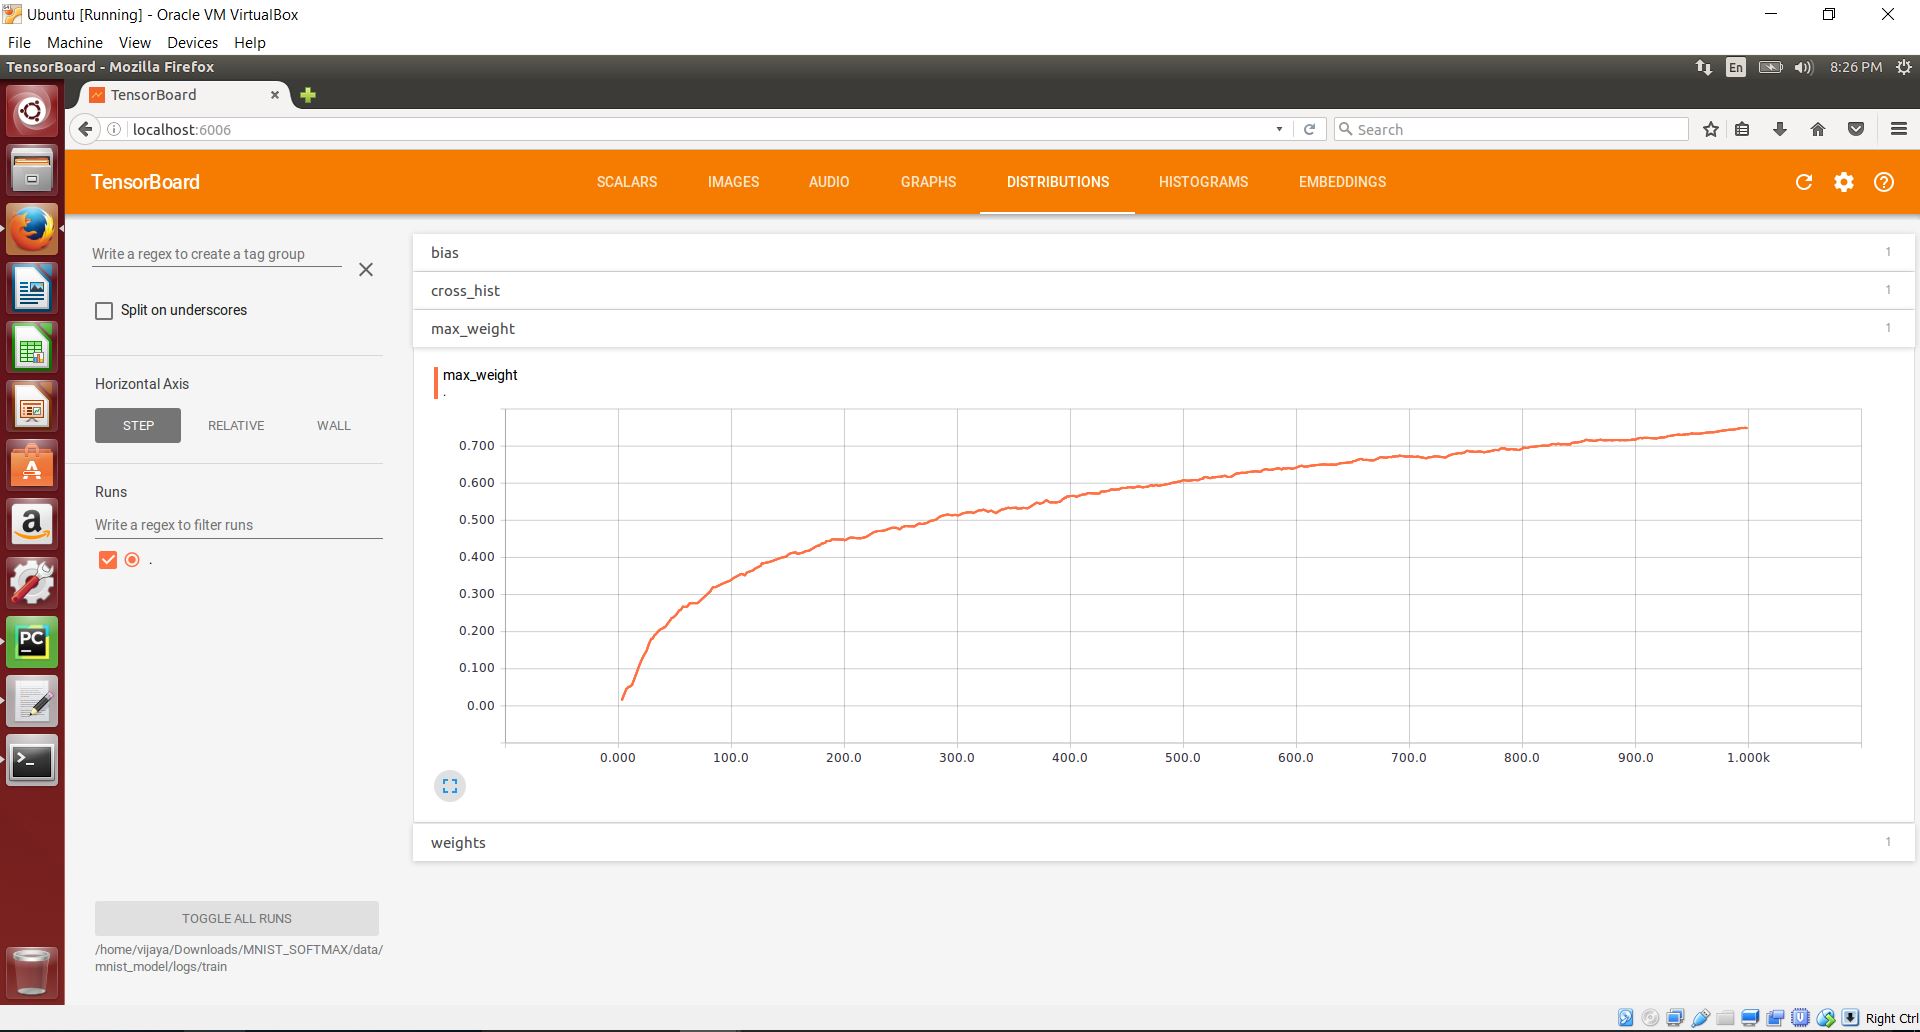 Ubuntu [Running] - Oracle VM VirtualBox
File Machine View Devices Help
TensorBoard - Mozilla Firefox
En 8:26 PM
TensorBoard
localhost:6006
Search
TensorBoard SCALARS IMAGES AUDIO GRAPHS DISTRIBUTIONS HISTOGRAMS EMBEDDINGS
Write a regex to create a tag group
Split on underscores
Horizontal Axis
STEP RELATIVE WALL
Runs
Write a regex to filter runs
.
TOGGLE ALL RUNS
/home/vijaya/Downloads/MNIST_SOFTMAX/data/
mnist_model/logs/train
bias 1
cross_hist 1
max_weight 1
max_weight
.
0.700
0.600
0.500
0.400
0.300
0.200
0.100
0.00
0.000 100.0 200.0 300.0 400.0 500.0 600.0 700.0 800.0 900.0 1.000k
weights 1
PC
Right Ctrl